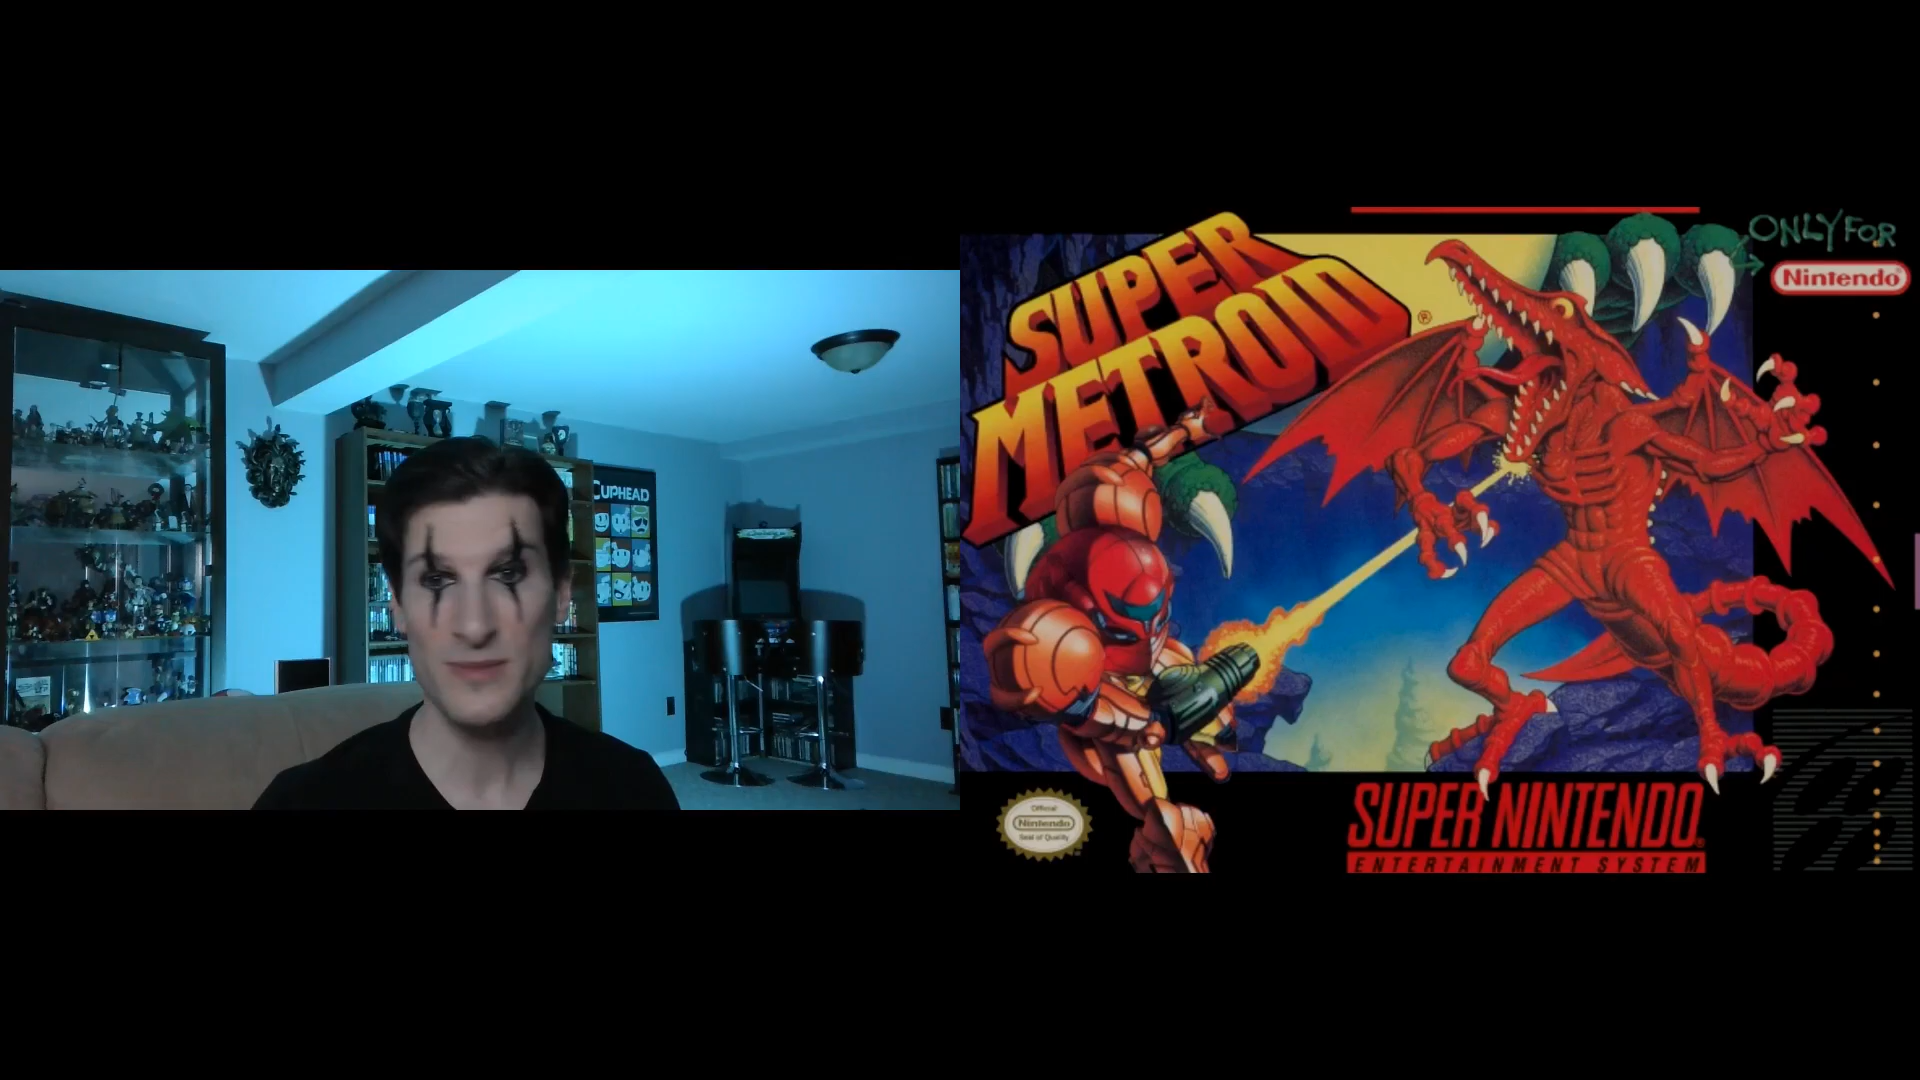 CUPHEAD
SUPER
METROID
®
ONLY FOR
Nintendo®
Official
Nintendo
Seal of Quality
SUPER NINTENDO
ENTERTAINMENT SYSTEM